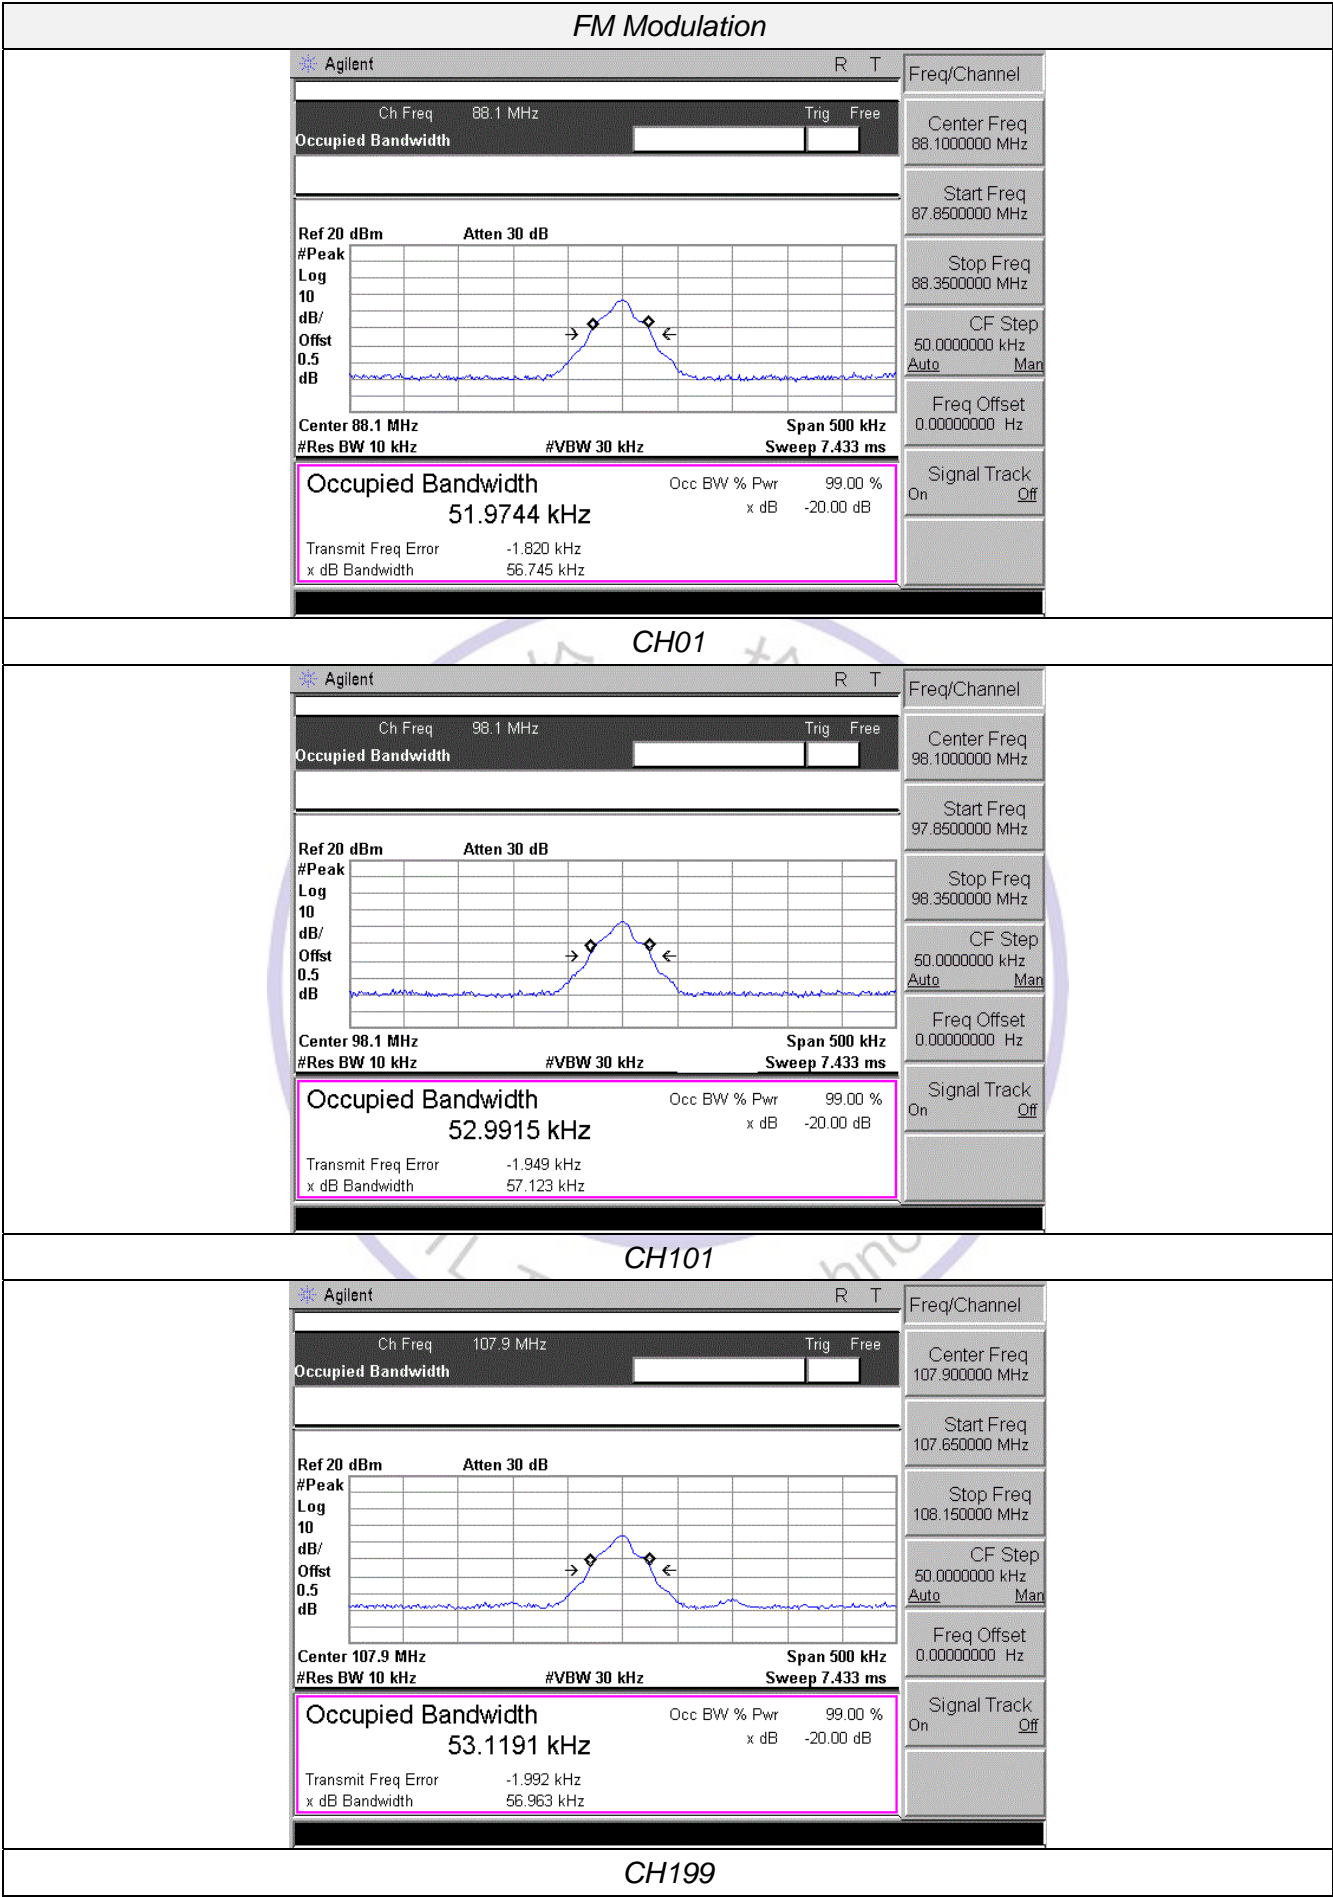 FM Modulation
Agilent R T
Freq/Channel
Ch Freq 88.1 MHz Trig Free
Occupied Bandwidth
Center Freq
88.1000000 MHz
Start Freq
87.8500000 MHz
Stop Freq
88.3500000 MHz
CF Step
50.0000000 kHz
Auto Man
Freq Offset
0.00000000 Hz
Signal Track
On Off
Ref 20 dBm Atten 30 dB
#Peak
Log
10
dB/
Offst
0.5
dB
Center 88.1 MHz Span 500 kHz
#Res BW 10 kHz #VBW 30 kHz Sweep 7.433 ms
Occupied Bandwidth Occ BW % Pwr 99.00 %
51.9744 kHz x dB -20.00 dB
Transmit Freq Error -1.820 kHz
x dB Bandwidth 56.745 kHz
CH01
Agilent R T
Freq/Channel
Ch Freq 98.1 MHz Trig Free
Occupied Bandwidth
Center Freq
98.1000000 MHz
Start Freq
97.8500000 MHz
Stop Freq
98.3500000 MHz
CF Step
50.0000000 kHz
Auto Man
Freq Offset
0.00000000 Hz
Signal Track
On Off
Ref 20 dBm Atten 30 dB
#Peak
Log
10
dB/
Offst
0.5
dB
Center 98.1 MHz Span 500 kHz
#Res BW 10 kHz #VBW 30 kHz Sweep 7.433 ms
Occupied Bandwidth Occ BW % Pwr 99.00 %
52.9915 kHz x dB -20.00 dB
Transmit Freq Error -1.949 kHz
x dB Bandwidth 57.123 kHz
CH101
Agilent R T
Freq/Channel
Ch Freq 107.9 MHz Trig Free
Occupied Bandwidth
Center Freq
107.900000 MHz
Start Freq
107.650000 MHz
Stop Freq
108.150000 MHz
CF Step
50.0000000 kHz
Auto Man
Freq Offset
0.00000000 Hz
Signal Track
On Off
Ref 20 dBm Atten 30 dB
#Peak
Log
10
dB/
Offst
0.5
dB
Center 107.9 MHz Span 500 kHz
#Res BW 10 kHz #VBW 30 kHz Sweep 7.433 ms
Occupied Bandwidth Occ BW % Pwr 99.00 %
53.1191 kHz x dB -20.00 dB
Transmit Freq Error -1.992 kHz
x dB Bandwidth 56.963 kHz
CH199